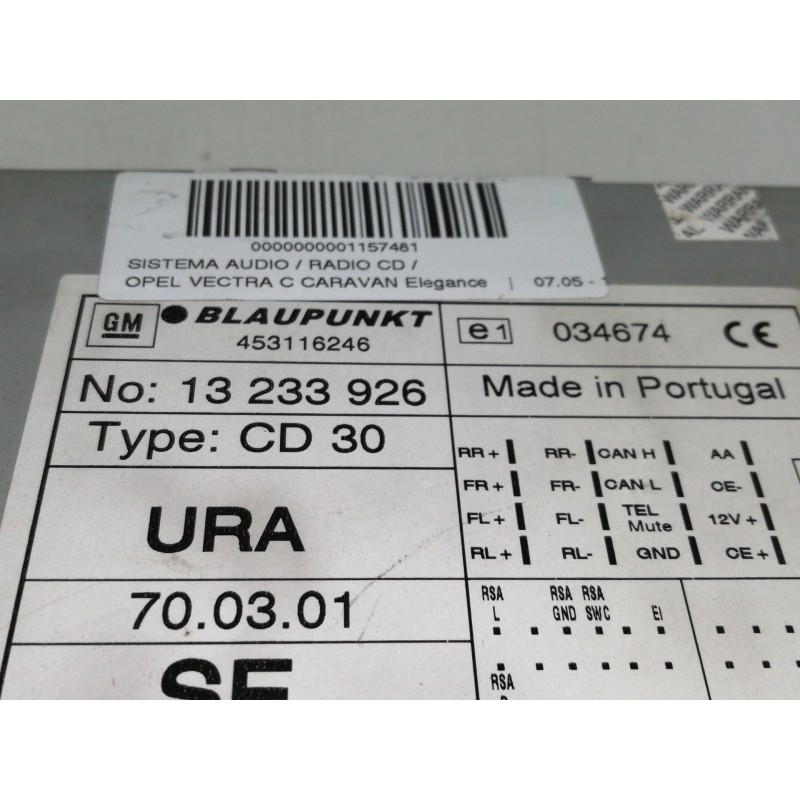 0000000001157481
SISTEMA AUDIO / RADIO CD /
OPEL VECTRA C CARAVAN Elegance | 07.05 -
WARRAN
WARRAN
GM BLAUPUNKT
453116246
e1 034674 CE
No: 13 233 926
Made in Portugal
Type: CD 30
RR+ RR- CAN H AA
FR+ FR- CAN L CE-
FL+ FL- TEL Mute 12V+
RL+ RL- GND CE+
URA
70.03.01
RSA RSA RSA
L GND SWC EI
RSA